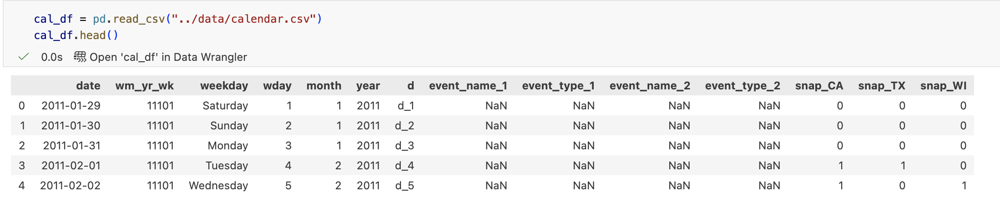 cal_df = pd.read_csv("../data/calendar.csv")
cal_df.head()
0.0s Open 'cal_df' in Data Wrangler
date wm_yr_wk weekday wday month year d event_name_1 event_type_1 event_name_2 event_type_2 snap_CA snap_TX snap_WI
0 2011-01-29 11101 Saturday 1 1 2011 d_1 NaN NaN NaN NaN 0 0 0
1 2011-01-30 11101 Sunday 2 1 2011 d_2 NaN NaN NaN NaN 0 0 0
2 2011-01-31 11101 Monday 3 1 2011 d_3 NaN NaN NaN NaN 0 0 0
3 2011-02-01 11101 Tuesday 4 2 2011 d_4 NaN NaN NaN NaN 1 1 0
4 2011-02-02 11101 Wednesday 5 2 2011 d_5 NaN NaN NaN NaN 1 0 1